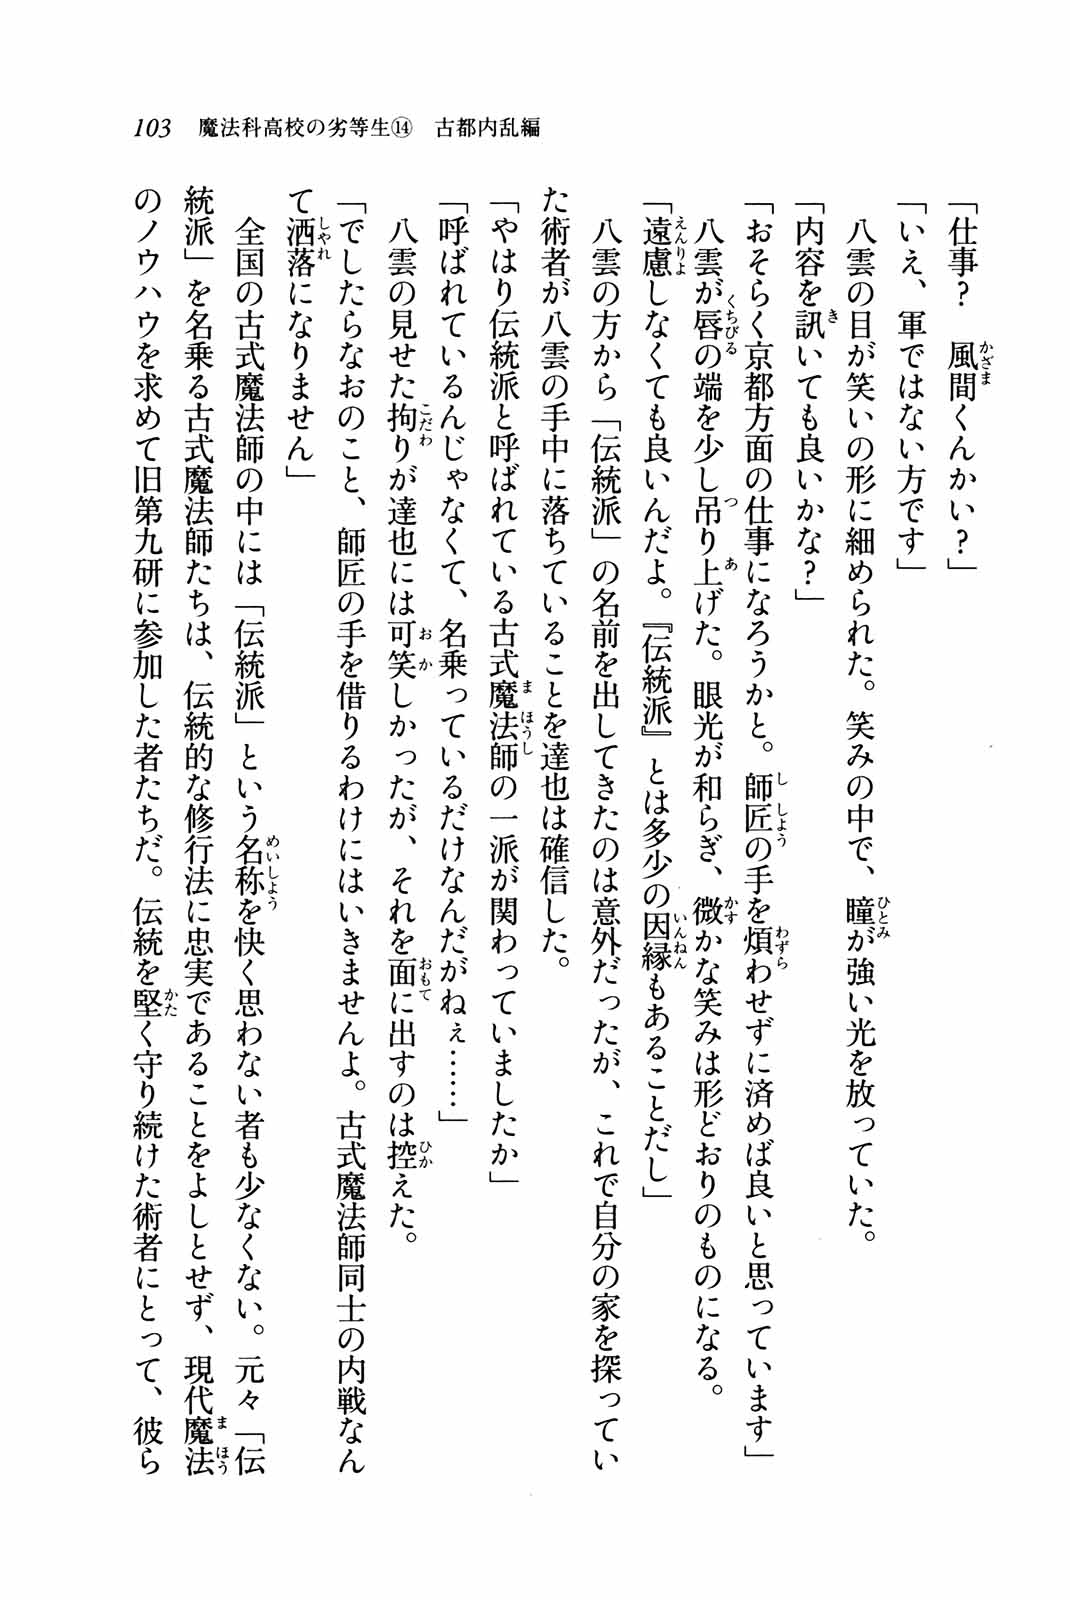 103　魔法科高校の劣等生⑭　古都内乱編
「仕事？　風間くんかい？」
「いえ、軍ではない方です」
　八雲の目が笑いの形に細められた。笑みの中で、瞳が強い光を放っていた。
「内容を訊いても良いかな？」
「おそらく京都方面の仕事になろうかと。師匠の手を煩わせずに済めば良いと思っています」
　八雲が唇の端を少し吊り上げた。眼光が和らぎ、微かな笑みは形どおりのものになる。
「遠慮しなくても良いんだよ。『伝統派』とは多少の因縁もあることだし」
　八雲の方から「伝統派」の名前を出してきたのは意外だったが、これで自分の家を探ってい
た術者が八雲の手中に落ちていることを達也は確信した。
「やはり伝統派と呼ばれている古式魔法師の一派が関わっていましたか」
「呼ばれているんじゃなくて、名乗っているだけなんだがねぇ……」
　八雲の見せた拘りが達也には可笑しかったが、それを面に出すのは控えた。
「でしたらなおのこと、師匠の手を借りるわけにはいきませんよ。古式魔法師同士の内戦なん
て洒落になりません」
　全国の古式魔法師の中には「伝統派」という名称を快く思わない者も少なくない。元々「伝
統派」を名乗る古式魔法師たちは、伝統的な修行法に忠実であることをよしとせず、現代魔法
のノウハウを求めて旧第九研に参加した者たちだ。伝統を堅く守り続けた術者にとって、彼ら